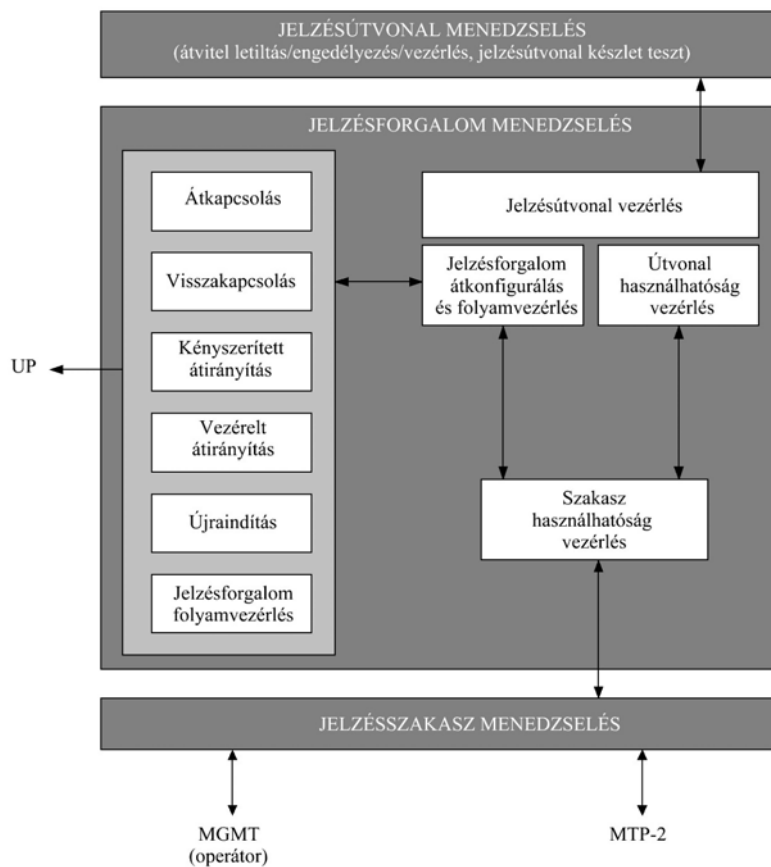 JELZÉSÚTVONAL MENEDZSELÉS
(átvitel letiltás/engedélyezés/vezérlés, jelzésútvonal készlet teszt)
JELZÉSFORGALOM MENEDZSELÉS
Átkapcsolás
Visszakapcsolás
Kényszerített
átirányítás
Vezérelt
átirányítás
Újraindítás
Jelzésforgalom
folyamvezérlés
UP
Jelzésútvonal vezérlés
Jelzésforgalom
átkonfigurálás
és folyamvezérlés
Útvonal
használhatóság
vezérlés
Szakasz
használhatóság
vezérlés
JELZÉSSZAKASZ MENEDZSELÉS
MGMT
(operátor)
MTP-2